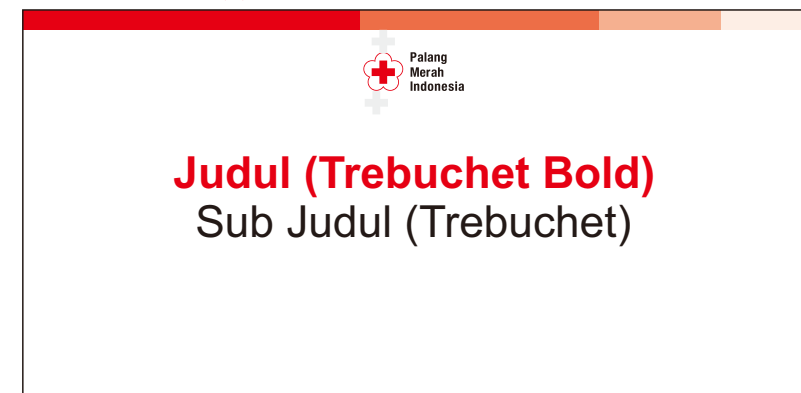 Palang
Merah
Indonesia
Judul (Trebuchet Bold)
Sub Judul (Trebuchet)